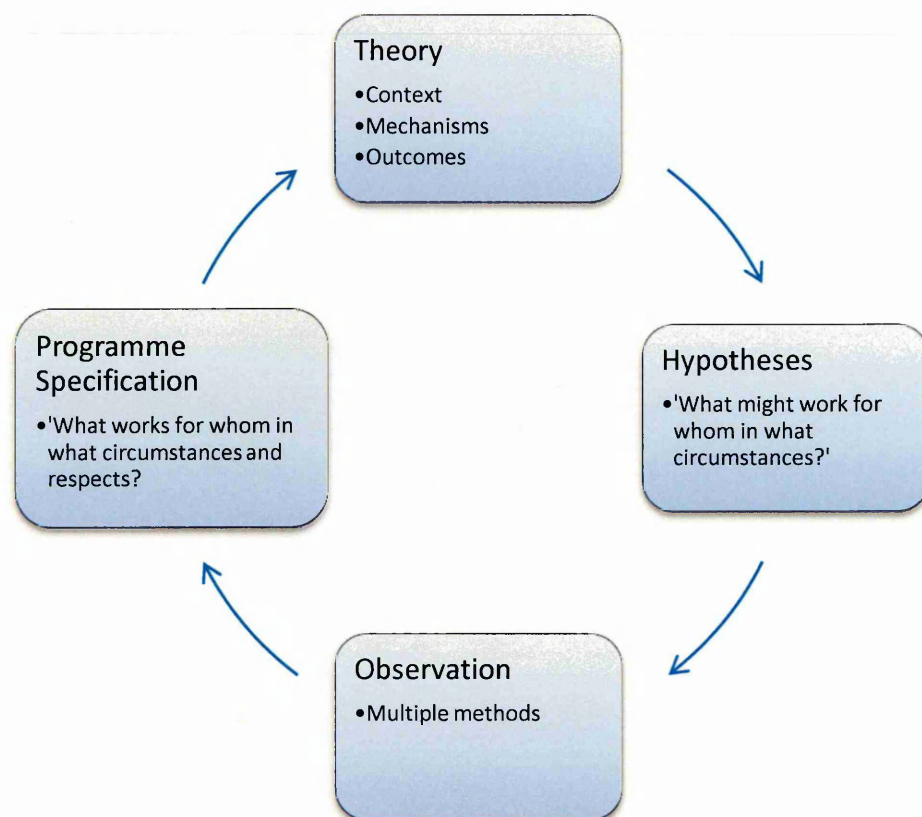 Theory
•Context
•Mechanisms
•Outcomes
Hypotheses
•'What might work for
whom in what
circumstances?'
Observation
•Multiple methods
Programme
Specification
•'What works for whom in
what circumstances and
respects?